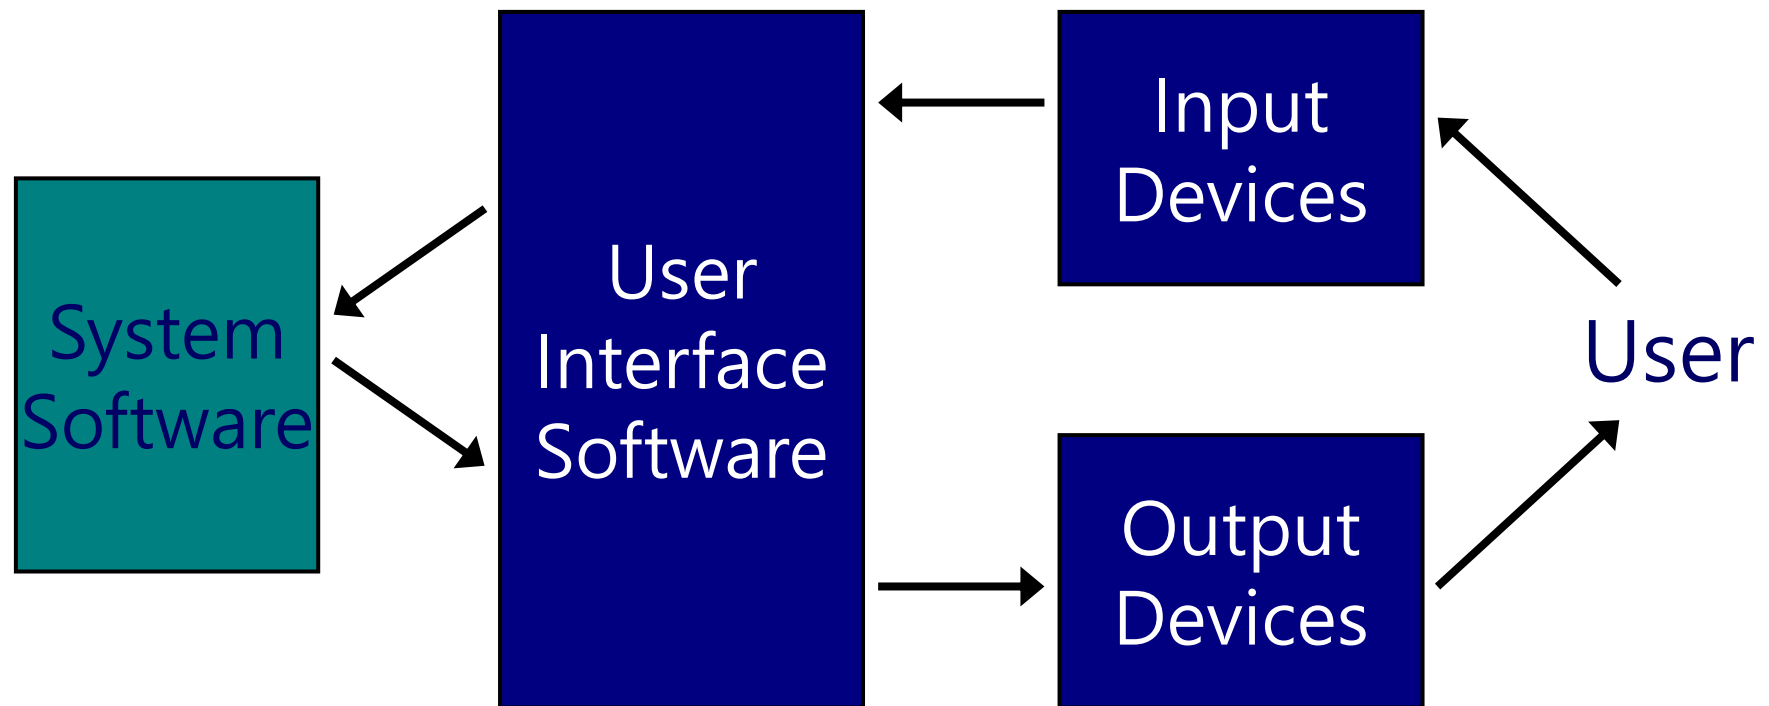 System
Software
User
Interface
Software
Input
Devices
Output
Devices
User